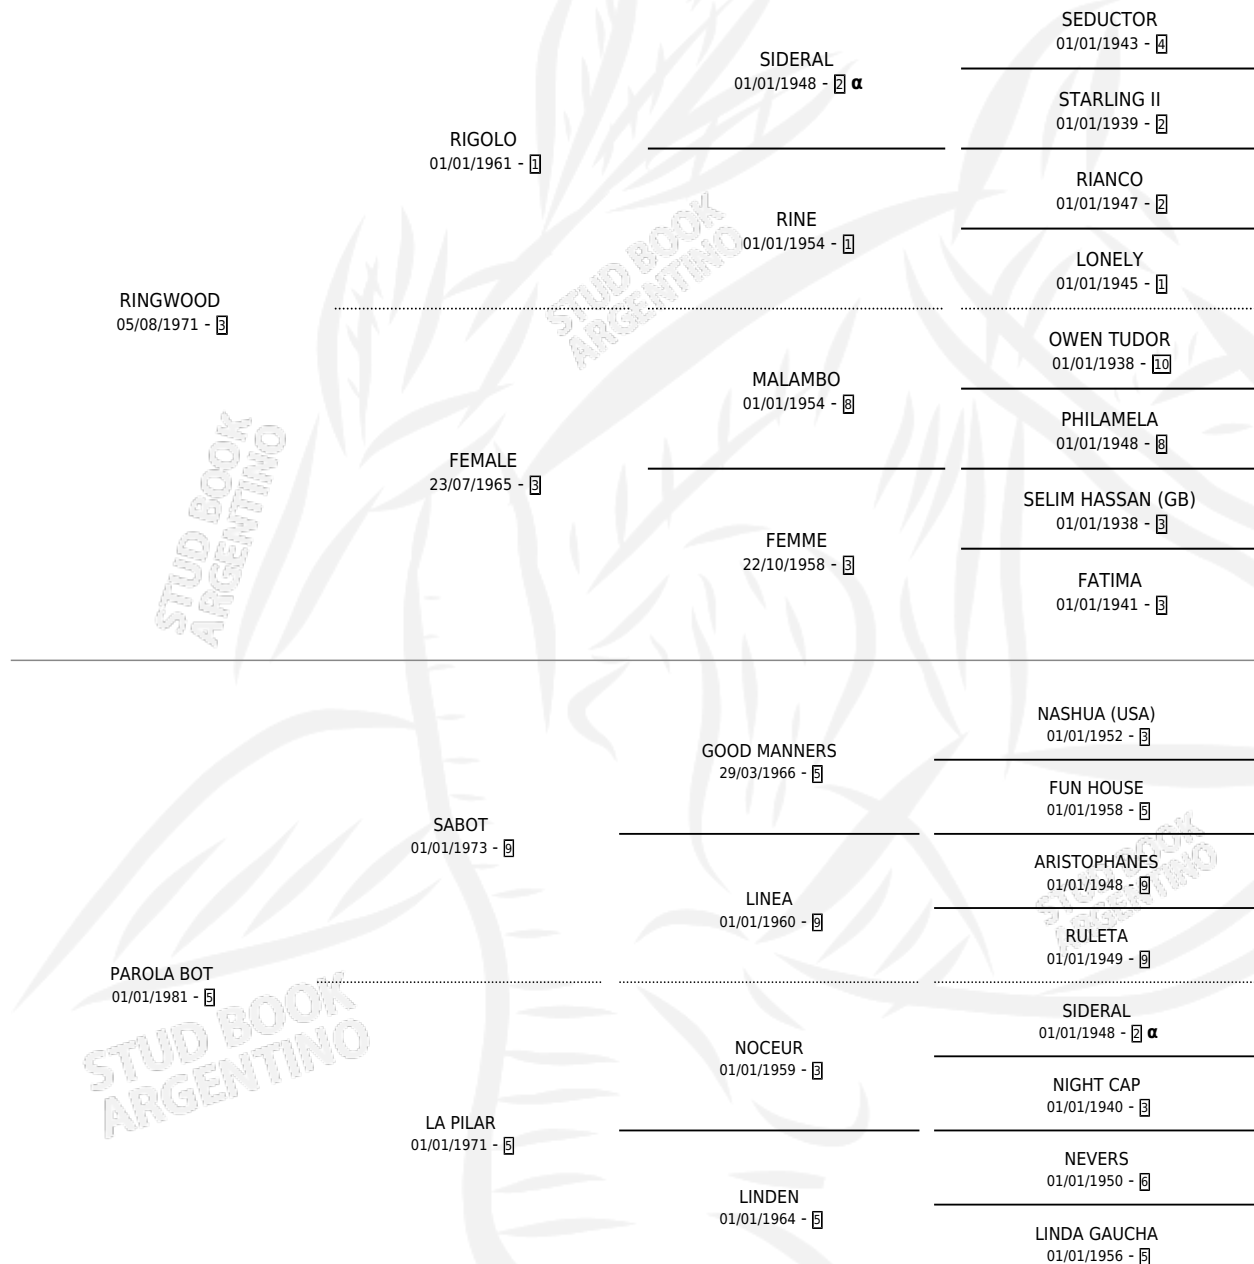 SEDUCTOR
01/01/1943 - 4
SIDERAL
01/01/1948 - 2 α
STARLING II
01/01/1939 - 2
RIGOLO
01/01/1961 - 1
RIANCO
01/01/1947 - 2
RINE
01/01/1954 - 1
LONELY
01/01/1945 - 1
RINGWOOD
05/08/1971 - 3
OWEN TUDOR
01/01/1938 - 10
MALAMBO
01/01/1954 - 8
PHILAMELA
01/01/1948 - 8
FEMALE
23/07/1965 - 3
SELIM HASSAN (GB)
01/01/1938 - 3
FEMME
22/10/1958 - 3
FATIMA
01/01/1941 - 3
NASHUA (USA)
01/01/1952 - 3
GOOD MANNERS
29/03/1966 - 5
FUN HOUSE
01/01/1958 - 5
SABOT
01/01/1973 - 9
ARISTOPHANES
01/01/1948 - 9
LINEA
01/01/1960 - 9
RULETA
01/01/1949 - 9
PAROLA BOT
01/01/1981 - 5
SIDERAL
01/01/1948 - 2 α
NOCEUR
01/01/1959 - 3
NIGHT CAP
01/01/1940 - 3
LA PILAR
01/01/1971 - 5
NEVERS
01/01/1950 - 6
LINDEN
01/01/1964 - 5
LINDA GAUCHA
01/01/1956 - 5
STUD BOOK
ARGENTINO
STUD BOOK
ARGENTINO
STUD BOOK
ARGENTINO
STUD BOOK
ARGENTINO